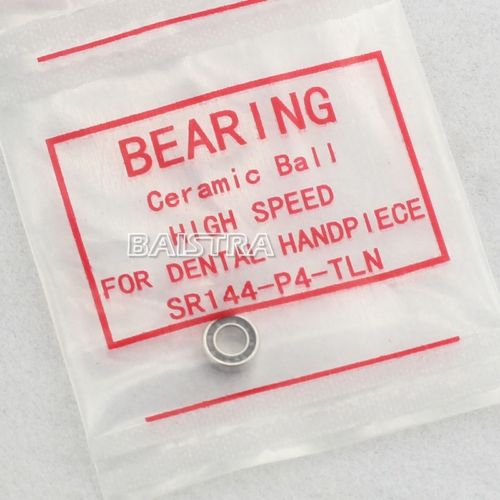 BEARING
Ceramic Ball
HIGH SPEED
BAISTRA
FOR DENTAL HANDPIECE
SR144-P4-TLN